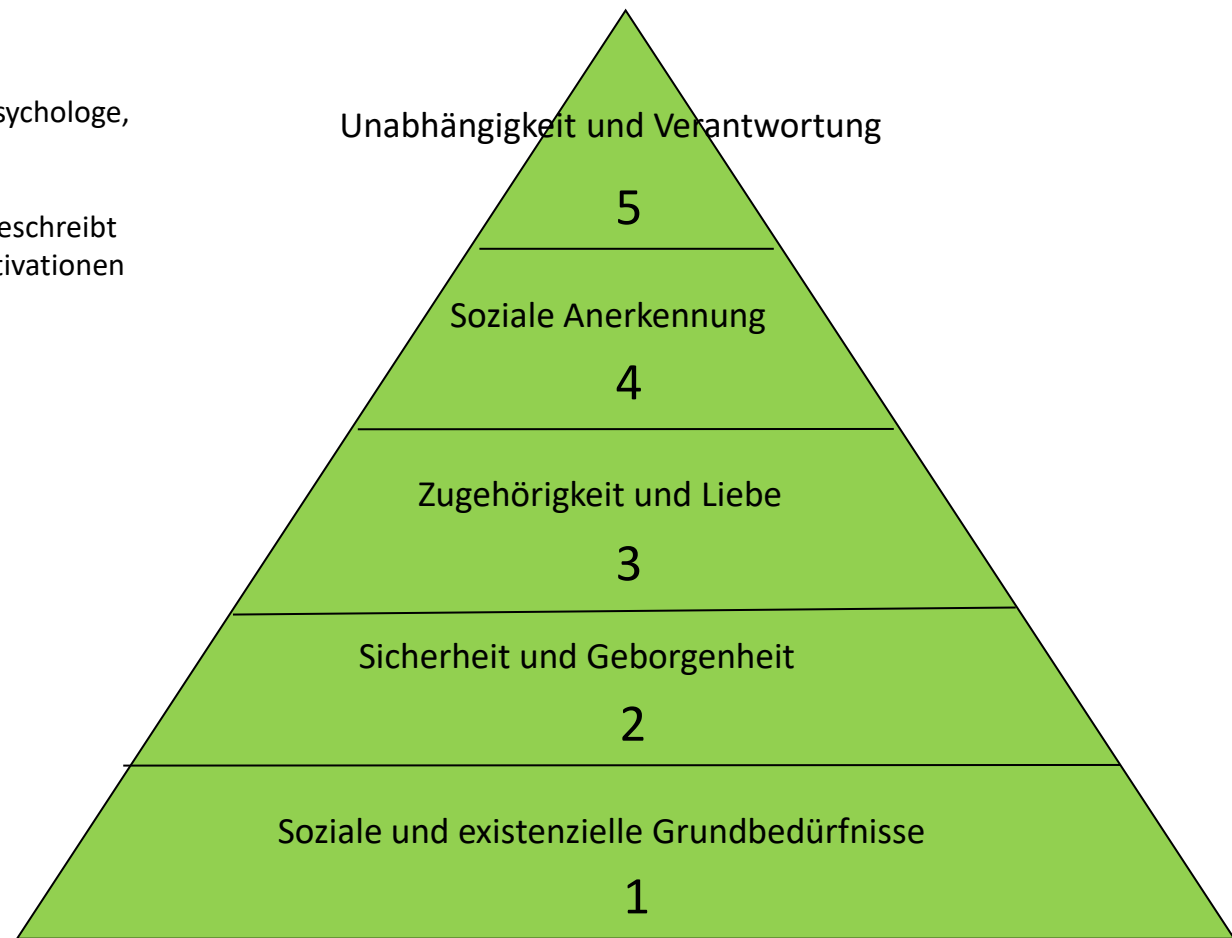 sychologe,
eschreibt
tivationen
Unabhängigkeit und Verantwortung
5
Soziale Anerkennung
4
Zugehörigkeit und Liebe
3
Sicherheit und Geborgenheit
2
Soziale und existenzielle Grundbedürfnisse
1